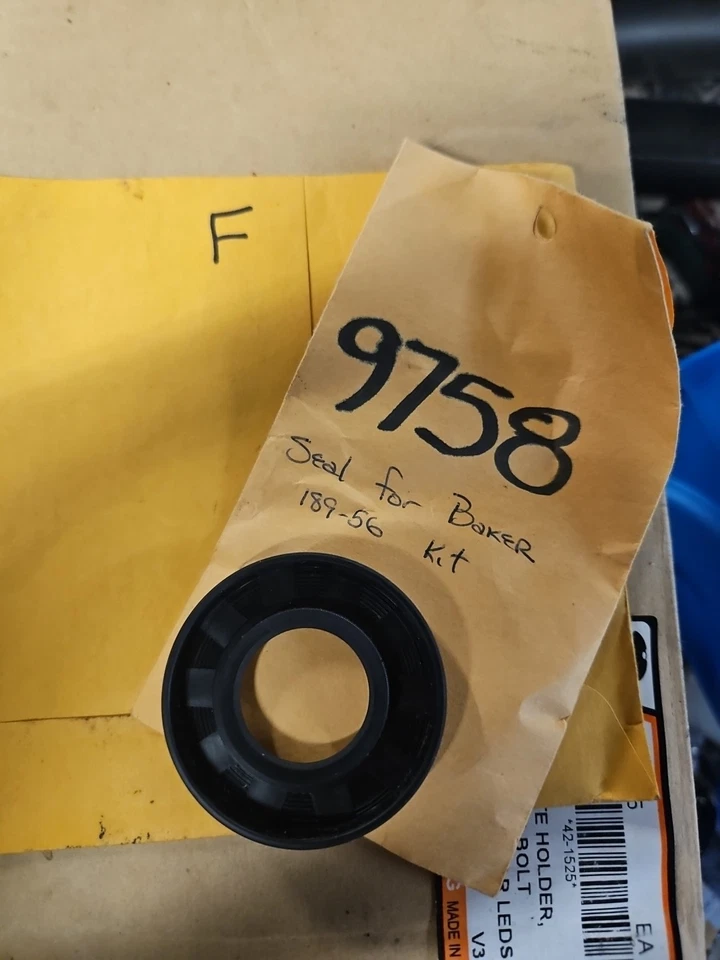 F
9758
Seal for BAKER
189-56 Kit
E HOLDER,
BOLT
R LEDS
V3
*42-1525*
EA
MADE IN